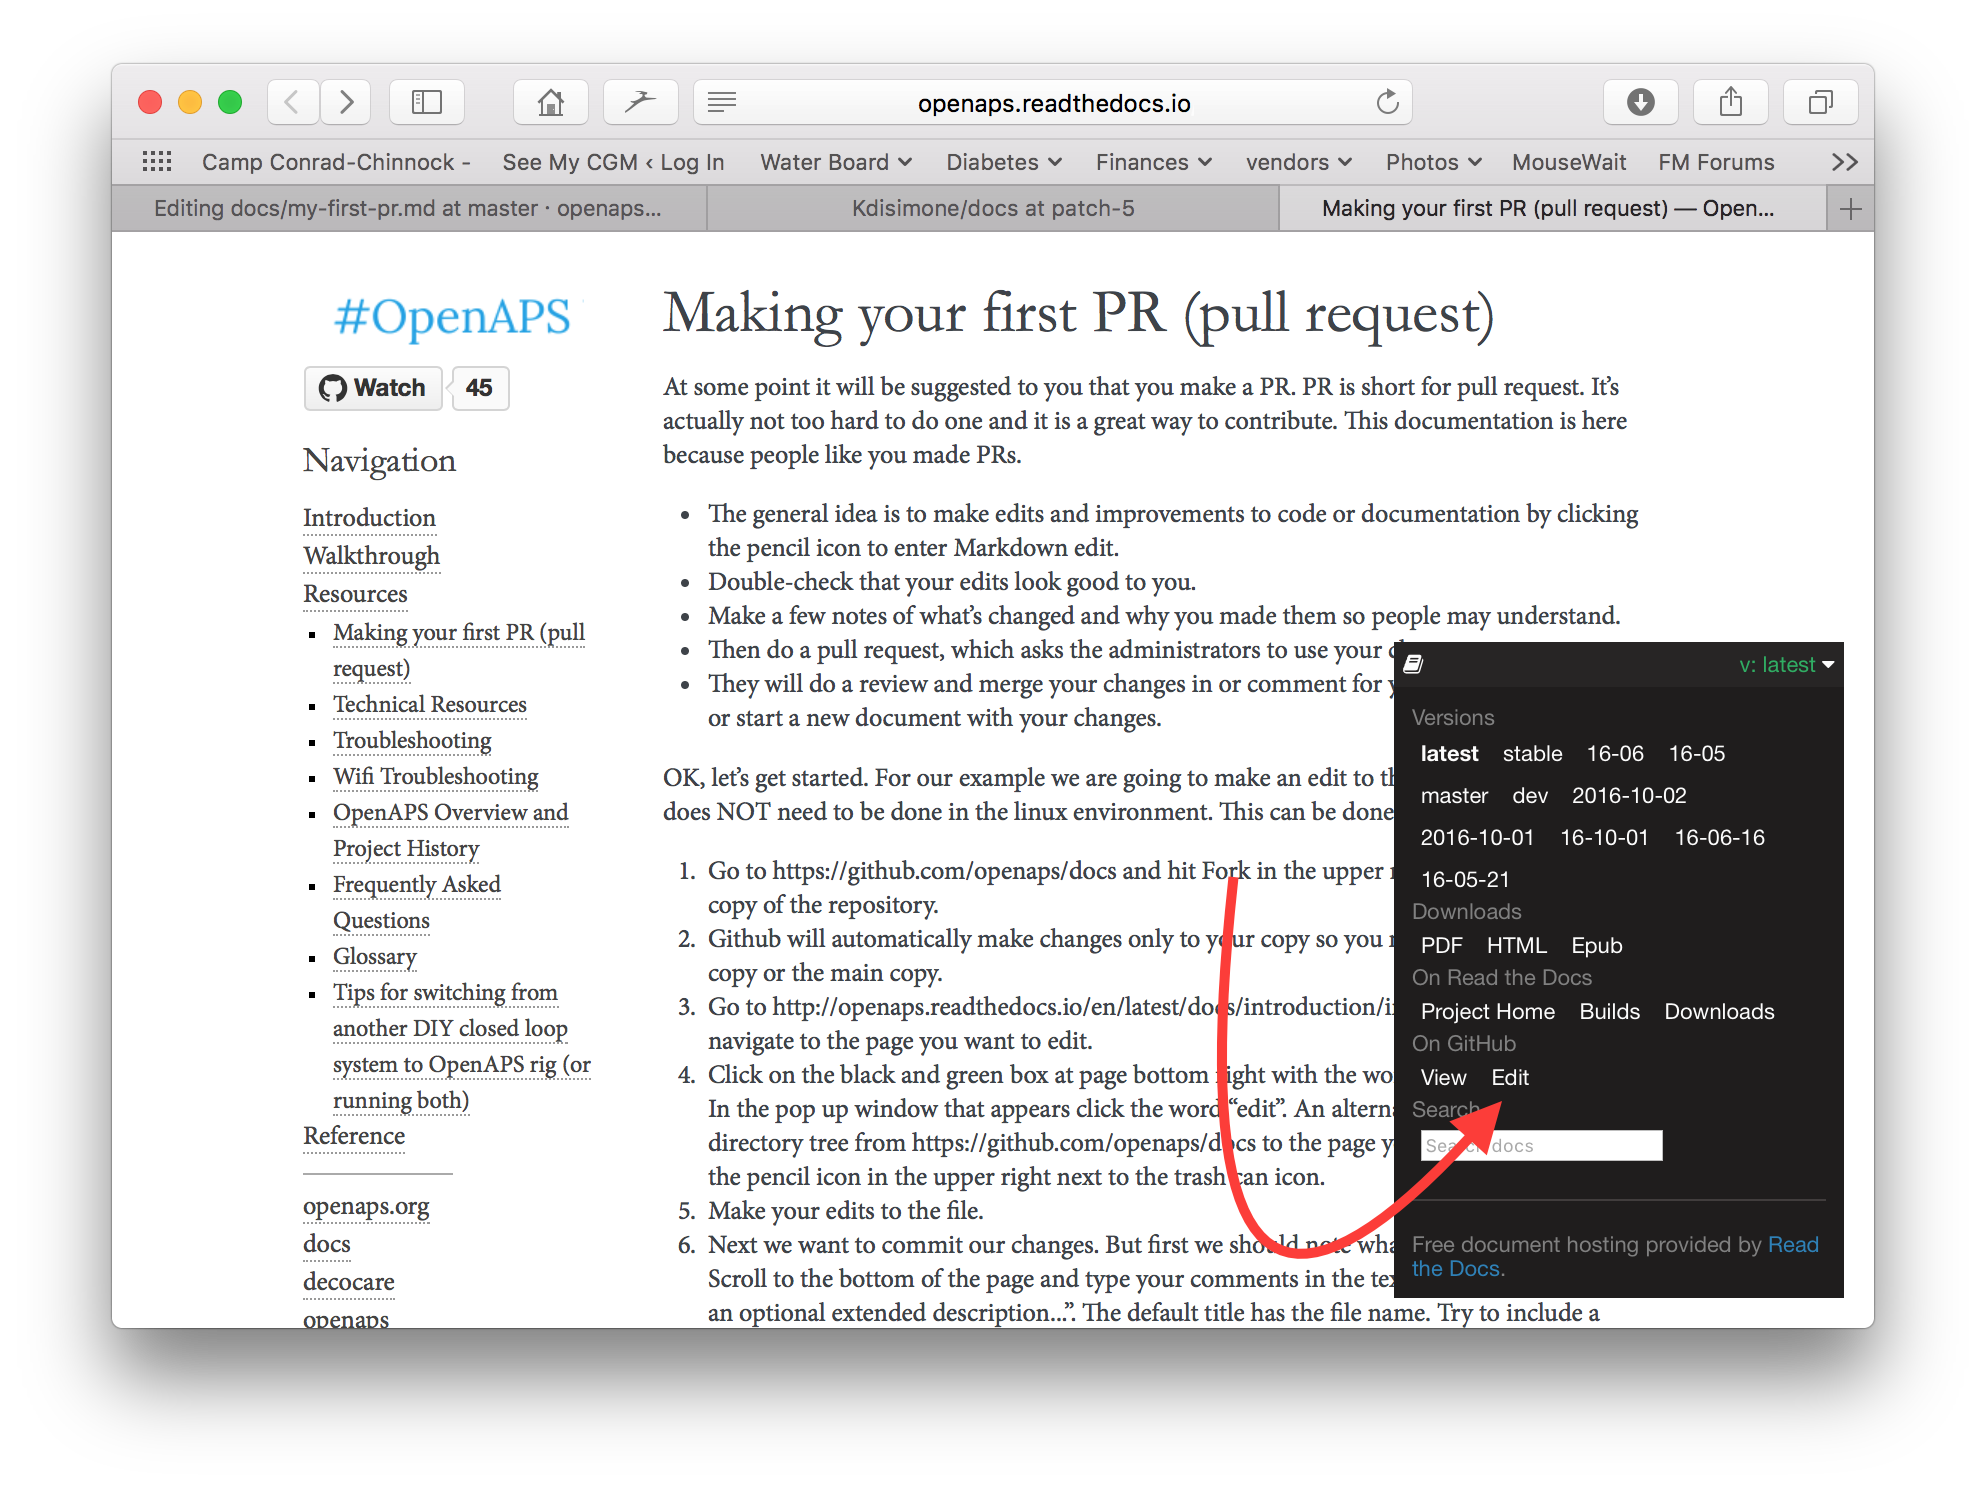 openaps.readthedocs.io
Camp Conrad-Chinnock - See My CGM ‹ Log In Water Board Diabetes Finances vendors Photos MouseWait FM Forums
Editing docs/my-first-pr.md at master · openaps... Kdisimone/docs at patch-5 Making your first PR (pull request) — Open...
#OpenAPS
Watch 45
Navigation
Introduction
Walkthrough
Resources
Making your first PR (pull
request)
Technical Resources
Troubleshooting
Wifi Troubleshooting
OpenAPS Overview and
Project History
Frequently Asked
Questions
Glossary
Tips for switching from
another DIY closed loop
system to OpenAPS rig (or
running both)
Reference
openaps.org
docs
decocare
openaps
Making your first PR (pull request)
At some point it will be suggested to you that you make a PR. PR is short for pull request. It’s
actually not too hard to do one and it is a great way to contribute. This documentation is here
because people like you made PRs.
• The general idea is to make edits and improvements to code or documentation by clicking
the pencil icon to enter Markdown edit.
• Double-check that your edits look good to you.
• Make a few notes of what’s changed and why you made them so people may understand.
• Then do a pull request, which asks the administrators to use your
• They will do a review and merge your changes in or comment for
or start a new document with your changes.
OK, let’s get started. For our example we are going to make an edit to
does NOT need to be done in the linux environment. This can be done
1. Go to https://github.com/openaps/docs and hit Fork in the upper
copy of the repository.
2. Github will automatically make changes only to your copy so you
copy or the main copy.
3. Go to http://openaps.readthedocs.io/en/latest/docs/introduction/
navigate to the page you want to edit.
4. Click on the black and green box at page bottom right with the
In the pop up window that appears click the word “edit”. An
directory tree from https://github.com/openaps/docs to the page
the pencil icon in the upper right next to the trash can icon.
5. Make your edits to the file.
6. Next we want to commit our changes. But first we should note
Scroll to the bottom of the page and type your comments in the
an optional extended description...”. The default title has the file name. Try to include a
v: latest
Versions
latest stable 16-06 16-05
master dev 2016-10-02
2016-10-01 16-10-01 16-06-16
16-05-21
Downloads
PDF HTML Epub
On Read the Docs
Project Home Builds Downloads
On GitHub
View Edit
Search
Search docs
Free document hosting provided by Read
the Docs.